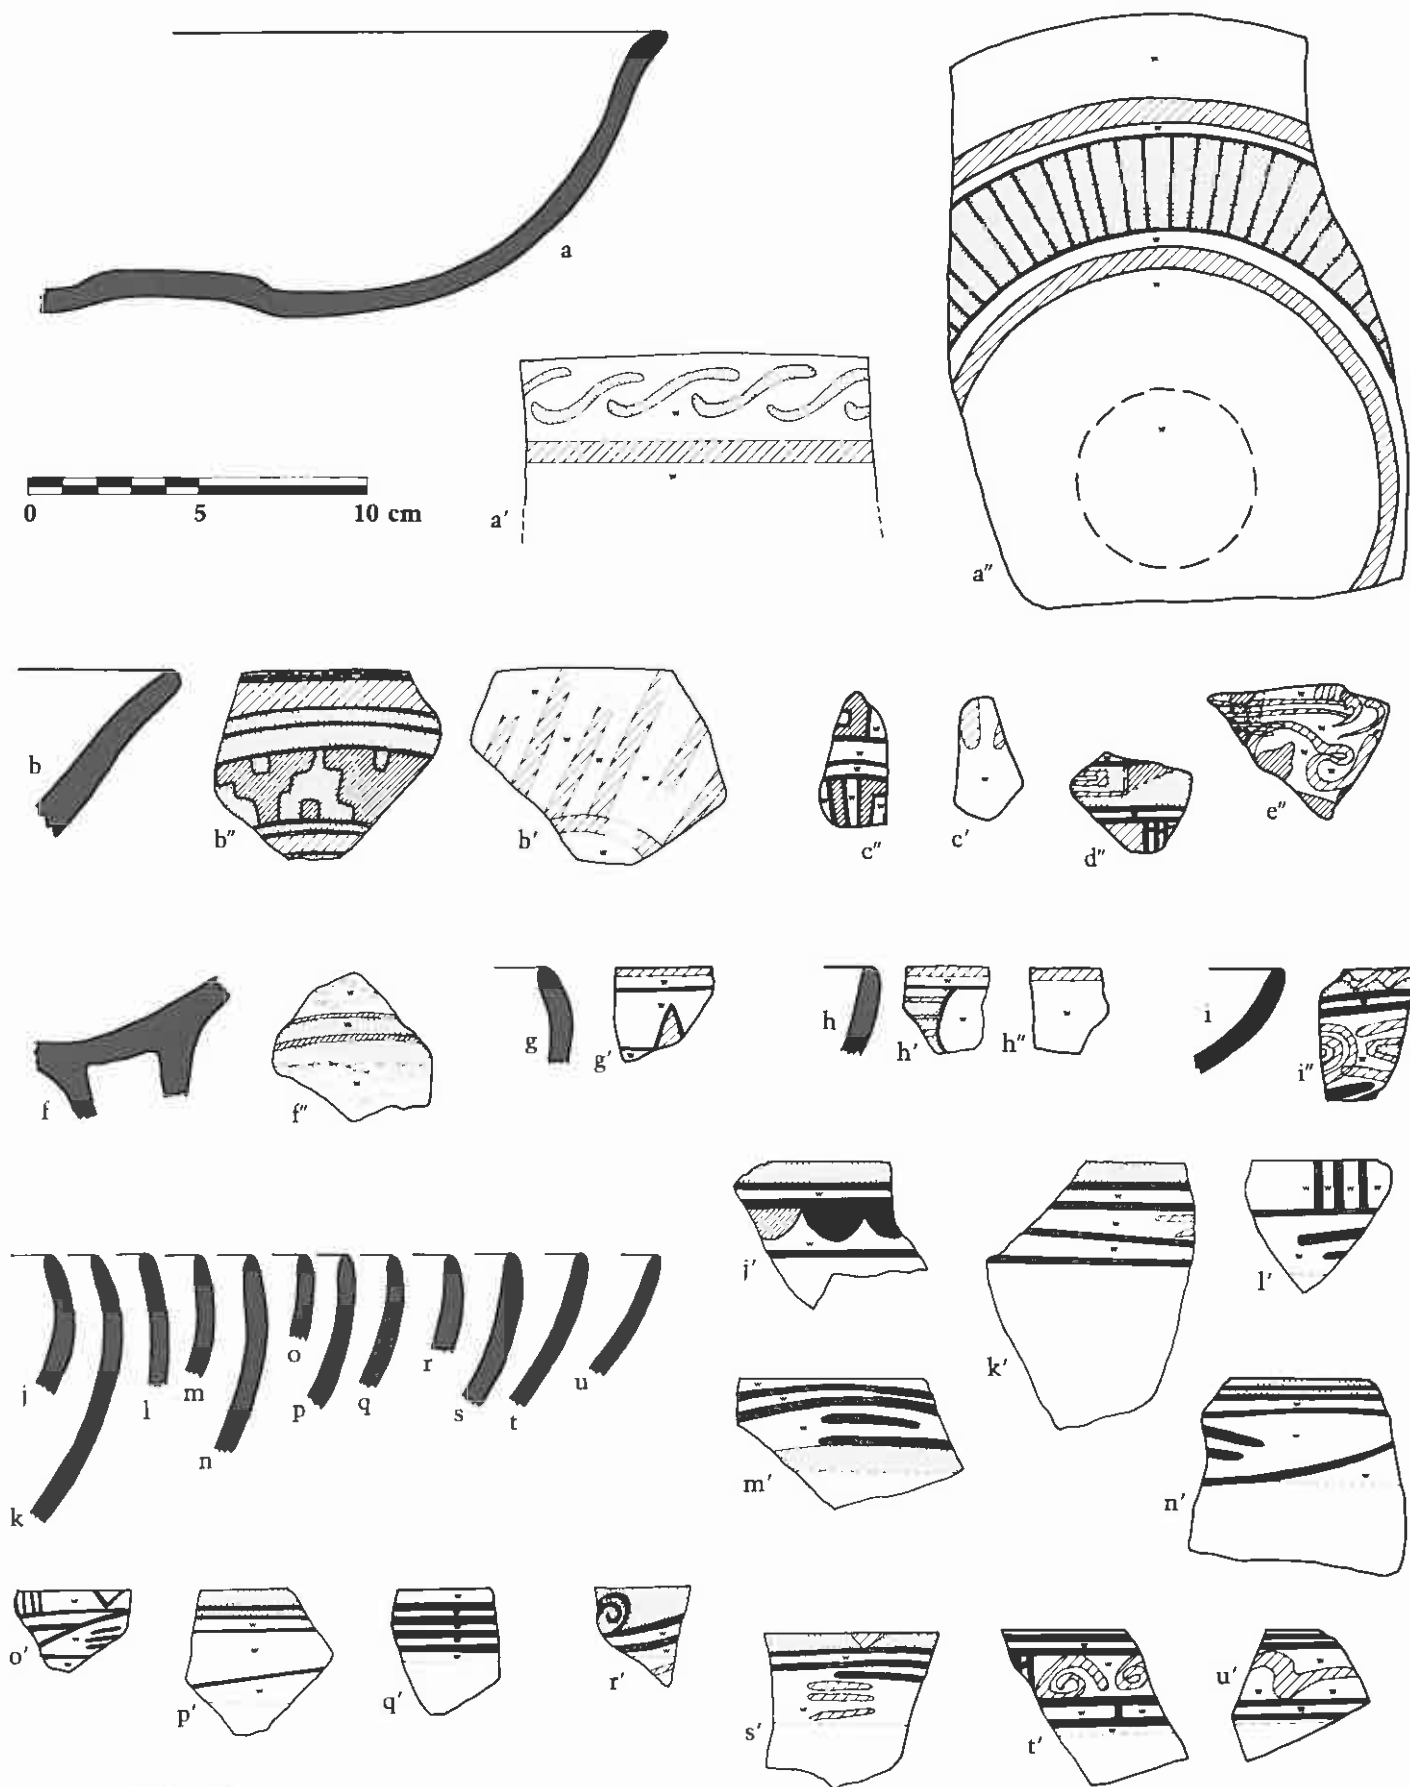 a
a′
a″
0 5 10 cm
b
b″
b′
c″
c′
d″
e″
f
f″
g
g′
h
h′
h″
i
i″
j
k
l
m
n
o
p
q
r
s
t
u
j′
k′
l′
m′
n′
o′
p′
q′
r′
s′
t′
u′